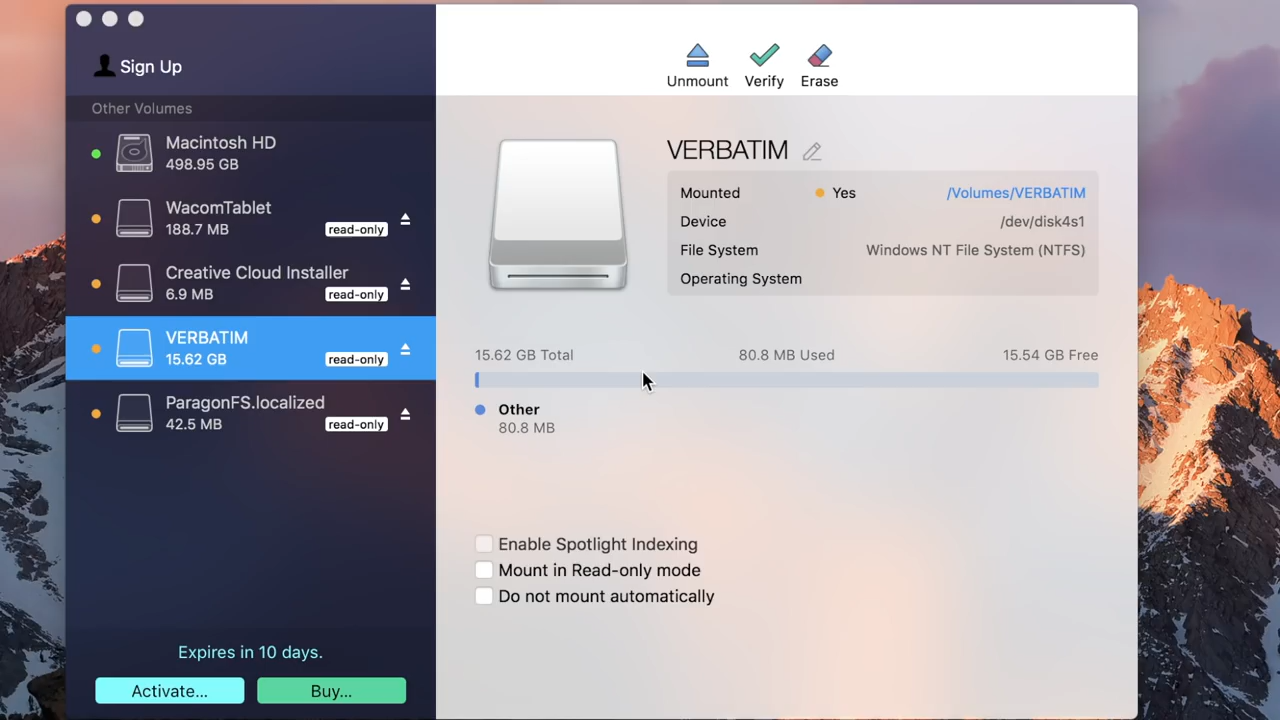 Sign Up
Other Volumes
Macintosh HD
498.95 GB
WacomTablet
188.7 MB read-only
Creative Cloud Installer
6.9 MB read-only
VERBATIM
15.62 GB read-only
ParagonFS.localized
42.5 MB read-only
Expires in 10 days.
Activate... Buy...
Unmount Verify Erase
VERBATIM
Mounted Yes /Volumes/VERBATIM
Device /dev/disk4s1
File System Windows NT File System (NTFS)
Operating System
15.62 GB Total 80.8 MB Used 15.54 GB Free
Other
80.8 MB
Enable Spotlight Indexing
Mount in Read-only mode
Do not mount automatically